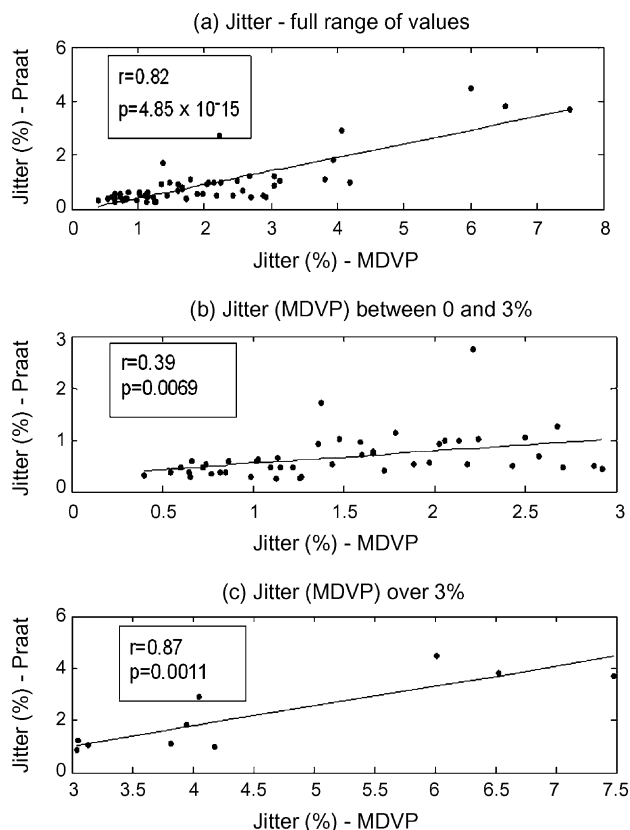 (a) Jitter - full range of values
Jitter (%) - Praat
6
4
2
0
r=0.82
p=4.85 x 10-15
0 1 2 3 4 5 6 7 8
Jitter (%) - MDVP
(b) Jitter (MDVP) between 0 and 3%
Jitter (%) - Praat
3
2
1
0
r=0.39
p=0.0069
0.5 1 1.5 2 2.5 3
Jitter (%) - MDVP
(c) Jitter (MDVP) over 3%
Jitter (%) - Praat
6
4
2
0
r=0.87
p=0.0011
3 3.5 4 4.5 5 5.5 6 6.5 7 7.5
Jitter (%) - MDVP